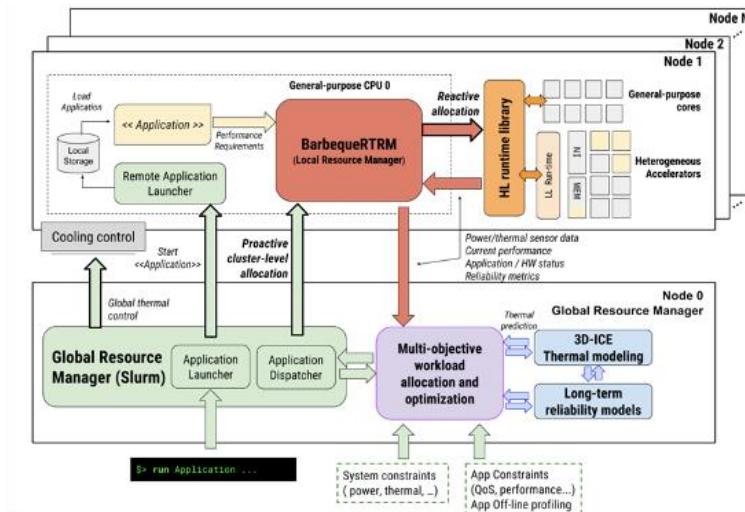 Node N
Node 2
Node 1
General-purpose CPU 0
Load
Application
<< Application >>
Local
Storage
Performance
Requirements
Remote Application
Launcher
BarbequeRTRM
(Local Resource Manager)
Reactive
allocation
HL runtime library
LL Run-time
NI
MEM
General-purpose
cores
Heterogeneous
Accelerators
Cooling control
Global thermal
control
Start
<<Application>>
Proactive
cluster-level
allocation
Power/thermal sensor data
Current performance
Application / HW status
Reliability metrics
Node 0
Global Resource Manager
Global Resource
Manager (Slurm)
Application
Launcher
Application
Dispatcher
Multi-objective
workload
allocation and
optimization
Thermal
prediction
3D-ICE
Thermal modeling
Long-term
reliability models
$> run Application ...
System constraints
( power, thermal, ...)
App Constraints
(QoS, performance...)
App Off-line profiling